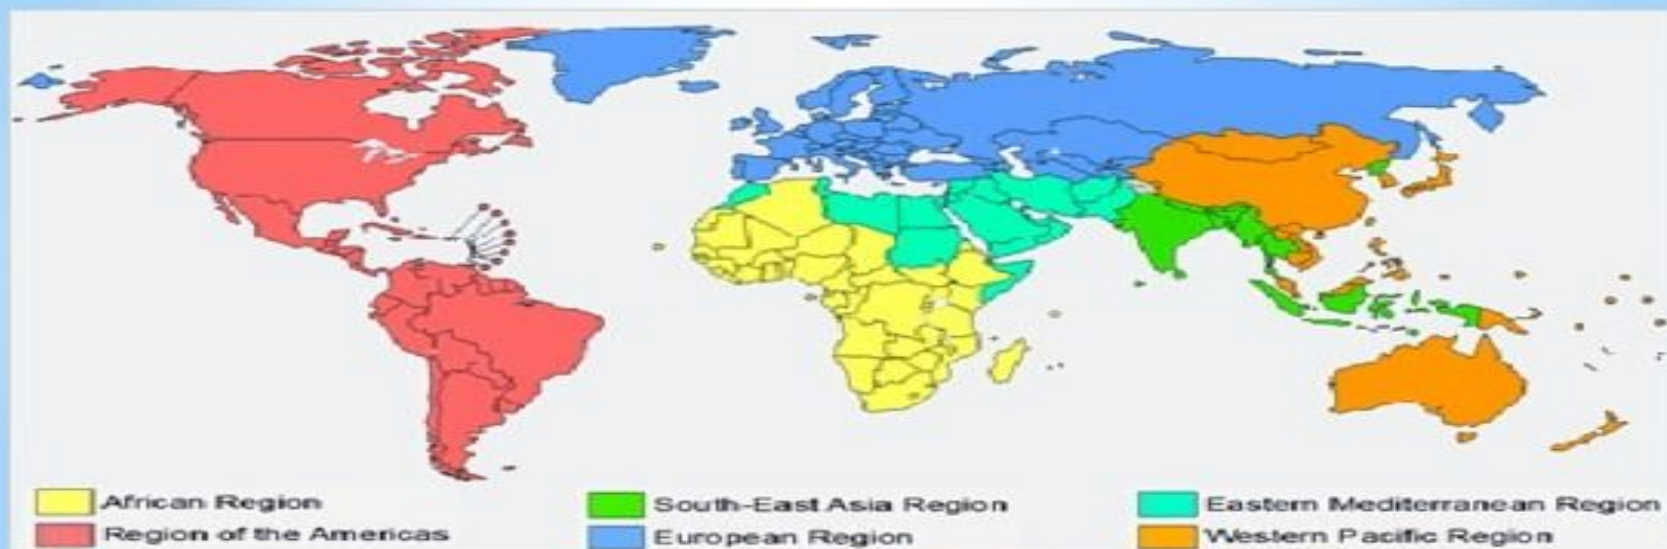 African Region
South-East Asia Region
Eastern Mediterranean Region
Region of the Americas
European Region
Western Pacific Region